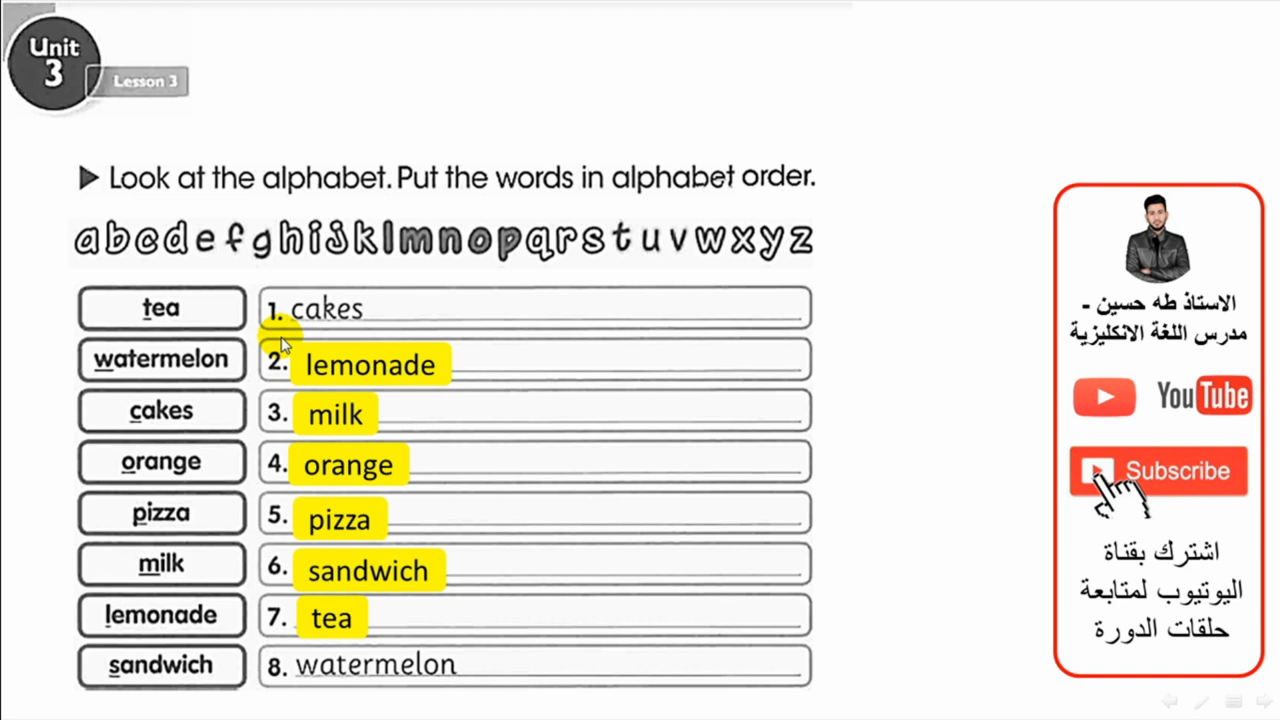 Unit
3
Lesson 3
Look at the alphabet. Put the words in alphabet order.
a b c d e f g h i j k l m n o p q r s t u v w x y z
tea
1. cakes
watermelon
2. lemonade
cakes
3. milk
orange
4. orange
pizza
5. pizza
milk
6. sandwich
lemonade
7. tea
sandwich
8. watermelon
الاستاذ طه حسين -
مدرس اللغة الانكليزية
YouTube
Subscribe
اشترك بقناة
اليوتيوب لمتابعة
حلقات الدورة